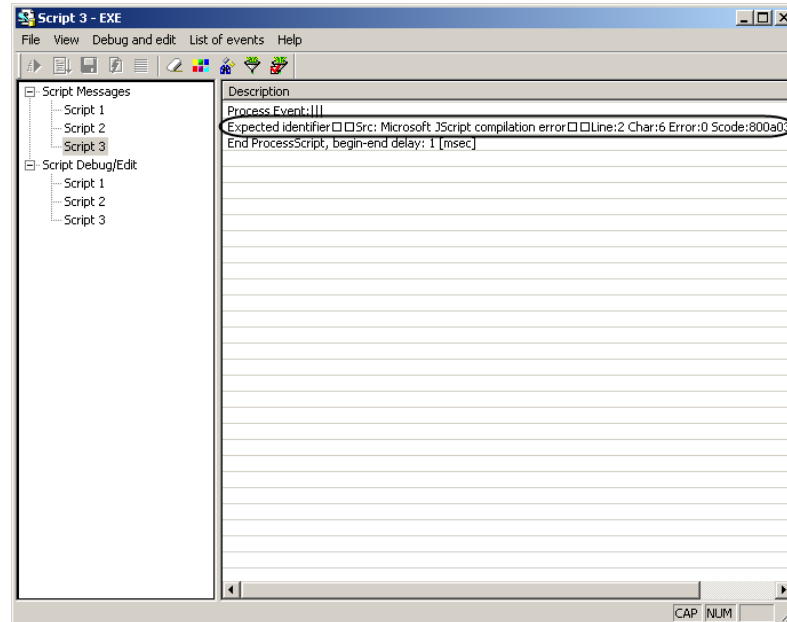 Script 3 - EXE
File View Debug and edit List of events Help
Script Messages
Script 1
Script 2
Script 3
Script Debug/Edit
Script 1
Script 2
Script 3
Description
Process Event:|||
Expected identifier□□Src: Microsoft JScript compilation error□□Line:2 Char:6 Error:0 Scode:800a03
End ProcessScript, begin-end delay: 1 [msec]
CAP NUM